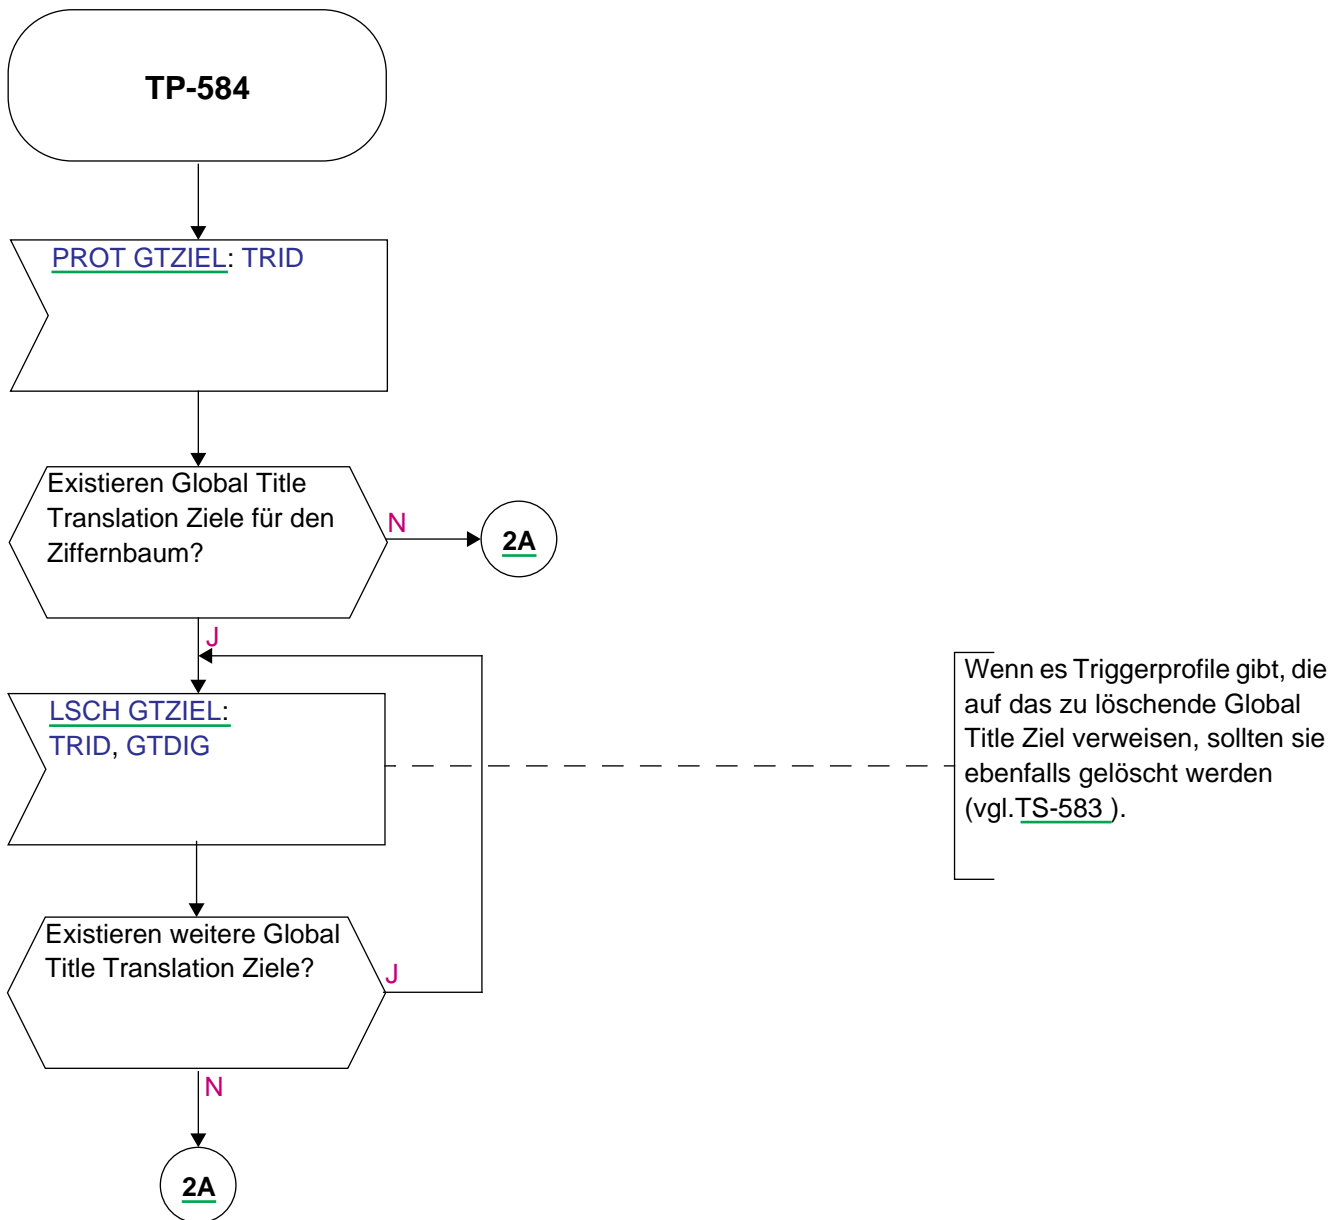 TP-584
PROT GTZIEL: TRID
Existieren Global Title
Translation Ziele für den
Ziffernbaum?
N
2A
J
LSCH GTZIEL:
TRID, GTDIG
Wenn es Triggerprofile gibt, die
auf das zu löschende Global
Title Ziel verweisen, sollten sie
ebenfalls gelöscht werden
(vgl.TS-583 ).
Existieren weitere Global
Title Translation Ziele?
J
N
2A